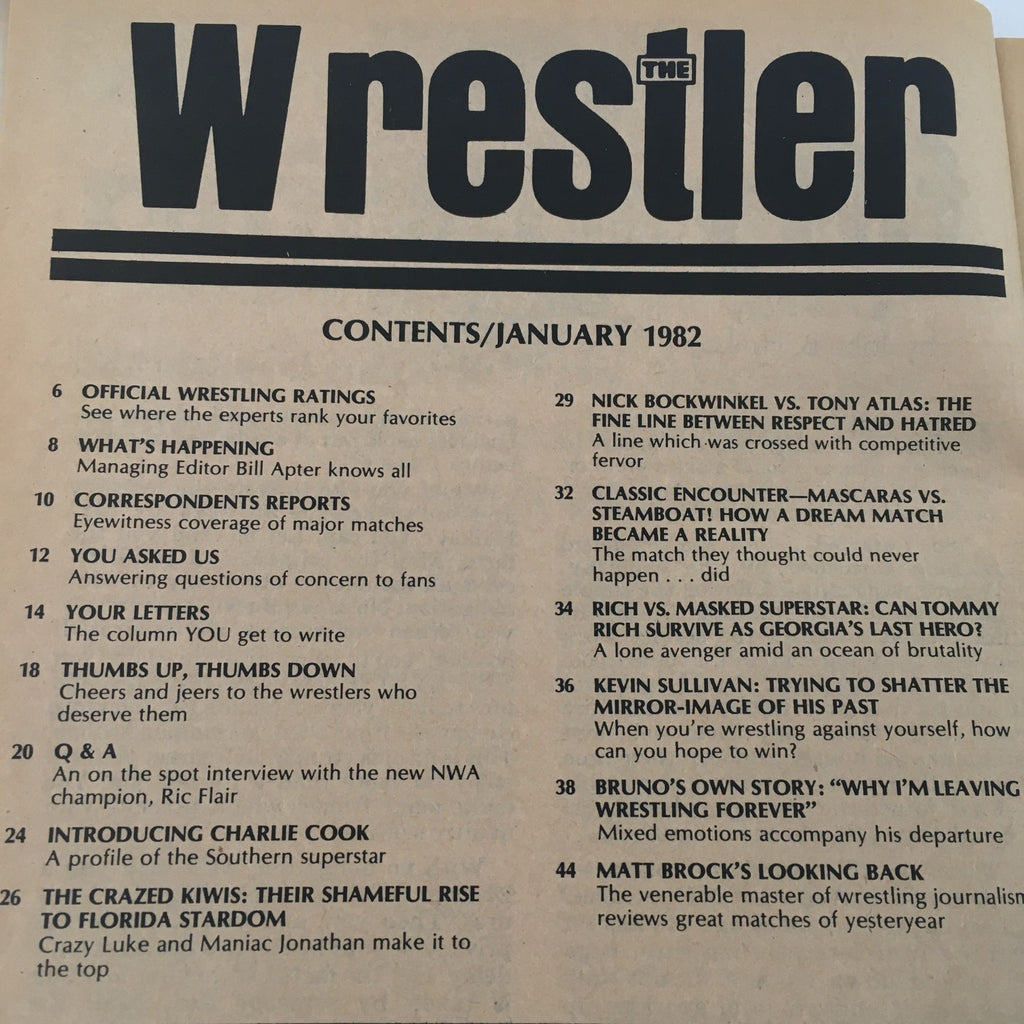 THE
Wrestler
CONTENTS/JANUARY 1982
6 OFFICIAL WRESTLING RATINGS
See where the experts rank your favorites
8 WHAT'S HAPPENING
Managing Editor Bill Apter knows all
10 CORRESPONDENTS REPORTS
Eyewitness coverage of major matches
12 YOU ASKED US
Answering questions of concern to fans
14 YOUR LETTERS
The column YOU get to write
18 THUMBS UP, THUMBS DOWN
Cheers and jeers to the wrestlers who
deserve them
20 Q & A
An on the spot interview with the new NWA
champion, Ric Flair
24 INTRODUCING CHARLIE COOK
A profile of the Southern superstar
26 THE CRAZED KIWIS: THEIR SHAMEFUL RISE
TO FLORIDA STARDOM
Crazy Luke and Maniac Jonathan make it to
the top
29 NICK BOCKWINKEL VS. TONY ATLAS: THE
FINE LINE BETWEEN RESPECT AND HATRED
A line which was crossed with competitive
fervor
32 CLASSIC ENCOUNTER—MASCARAS VS.
STEAMBOAT! HOW A DREAM MATCH
BECAME A REALITY
The match they thought could never
happen . . . did
34 RICH VS. MASKED SUPERSTAR: CAN TOMMY
RICH SURVIVE AS GEORGIA'S LAST HERO?
A lone avenger amid an ocean of brutality
36 KEVIN SULLIVAN: TRYING TO SHATTER THE
MIRROR-IMAGE OF HIS PAST
When you're wrestling against yourself, how
can you hope to win?
38 BRUNO'S OWN STORY: "WHY I'M LEAVING
WRESTLING FOREVER"
Mixed emotions accompany his departure
44 MATT BROCK'S LOOKING BACK
The venerable master of wrestling journalism
reviews great matches of yesteryear